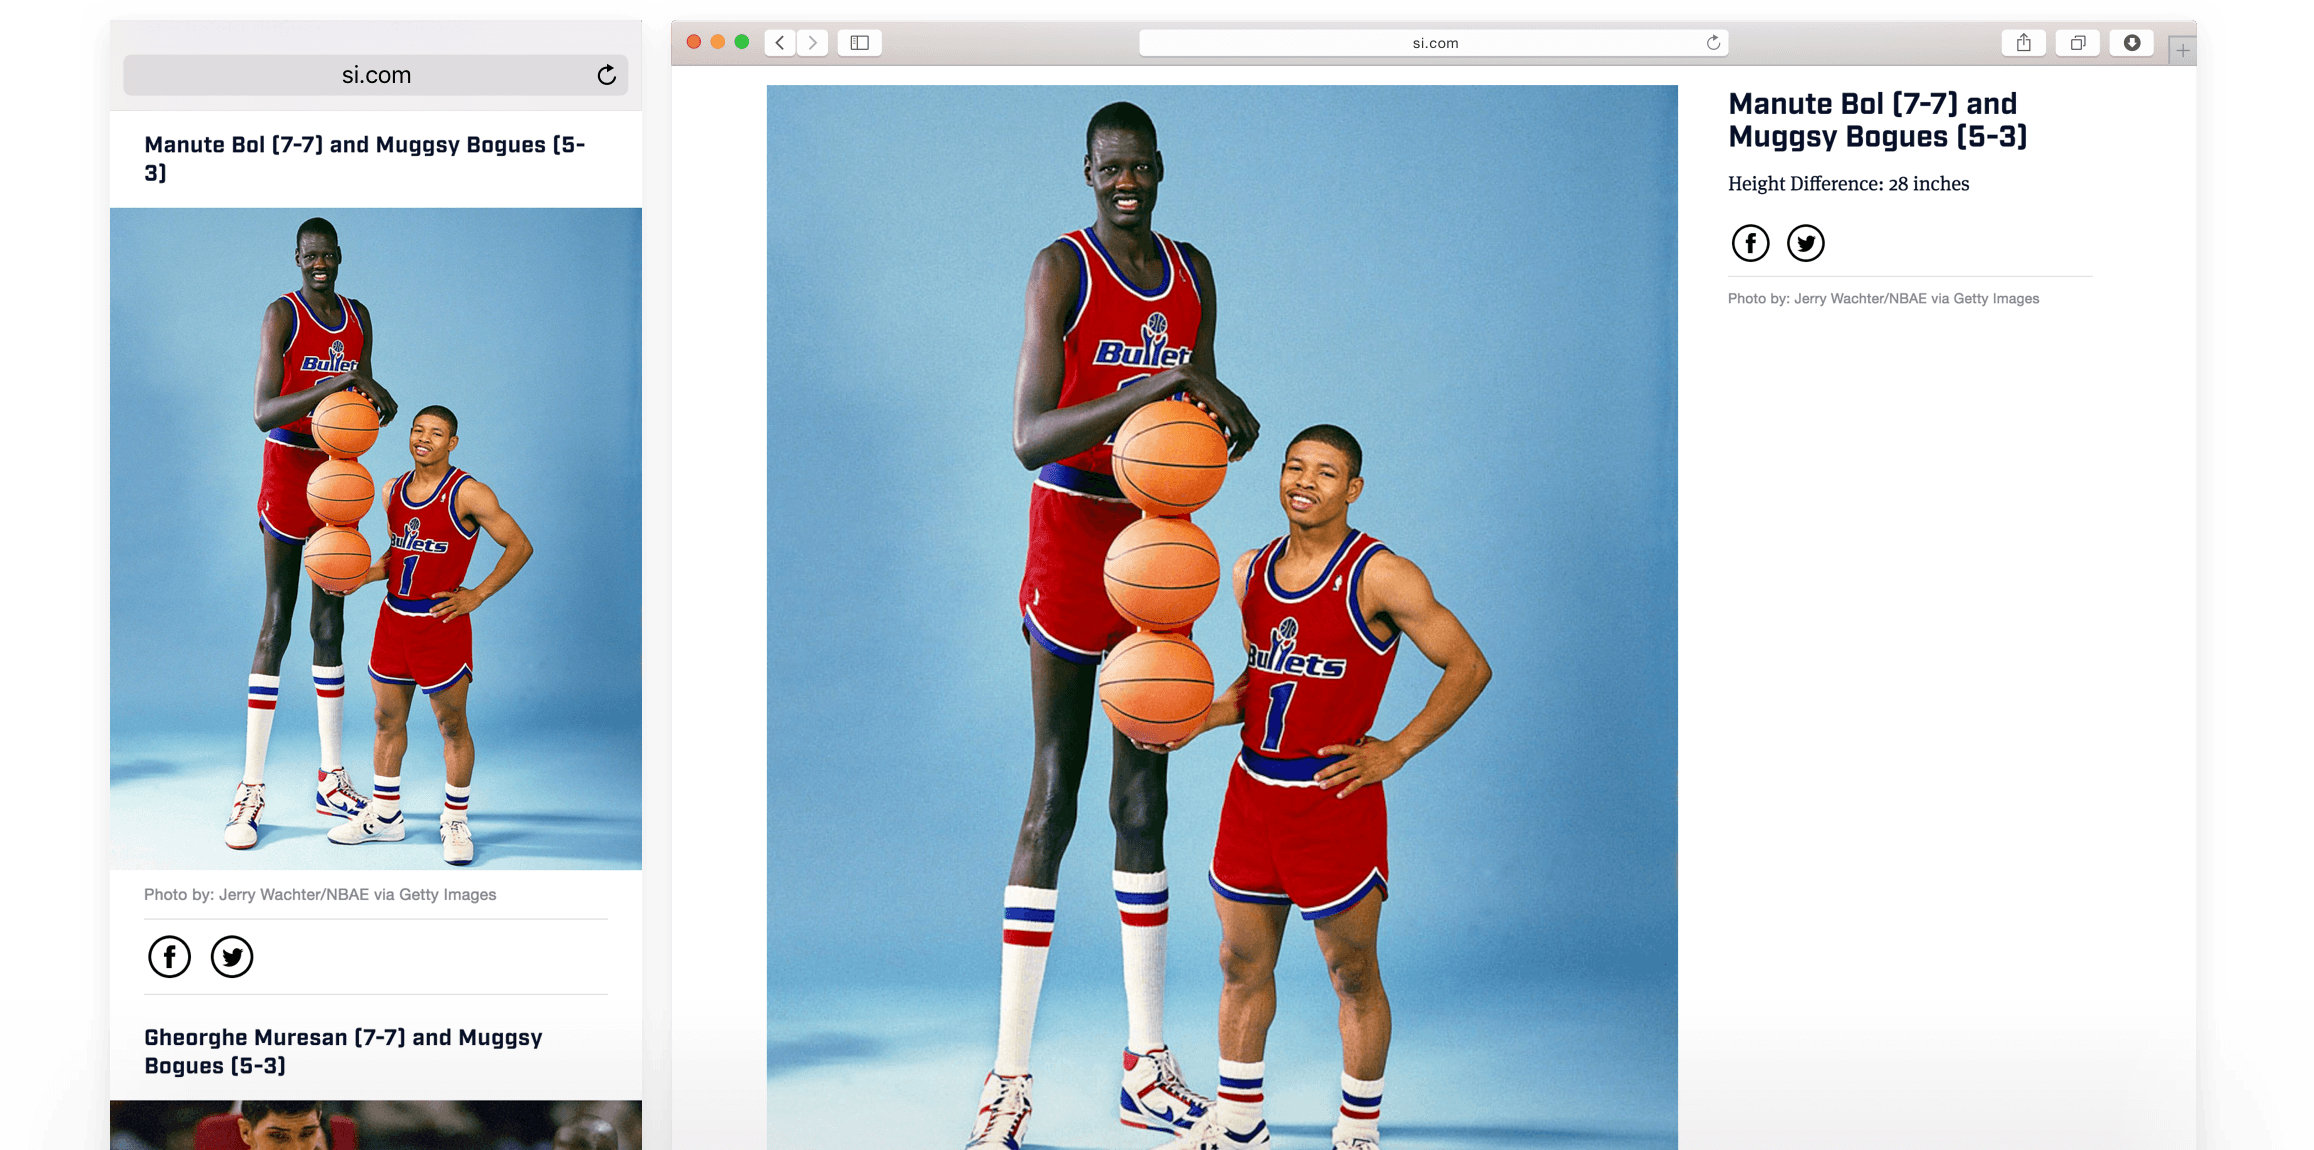 si.com
Manute Bol (7-7) and Muggsy Bogues (5-
3)
Bullet
Bullets
1
Photo by: Jerry Wachter/NBAE via Getty Images
Gheorghe Muresan (7-7) and Muggsy
Bogues (5-3)
si.com
Bullet
Bullets
1
Manute Bol (7-7) and
Muggsy Bogues (5-3)
Height Difference: 28 inches
Photo by: Jerry Wachter/NBAE via Getty Images